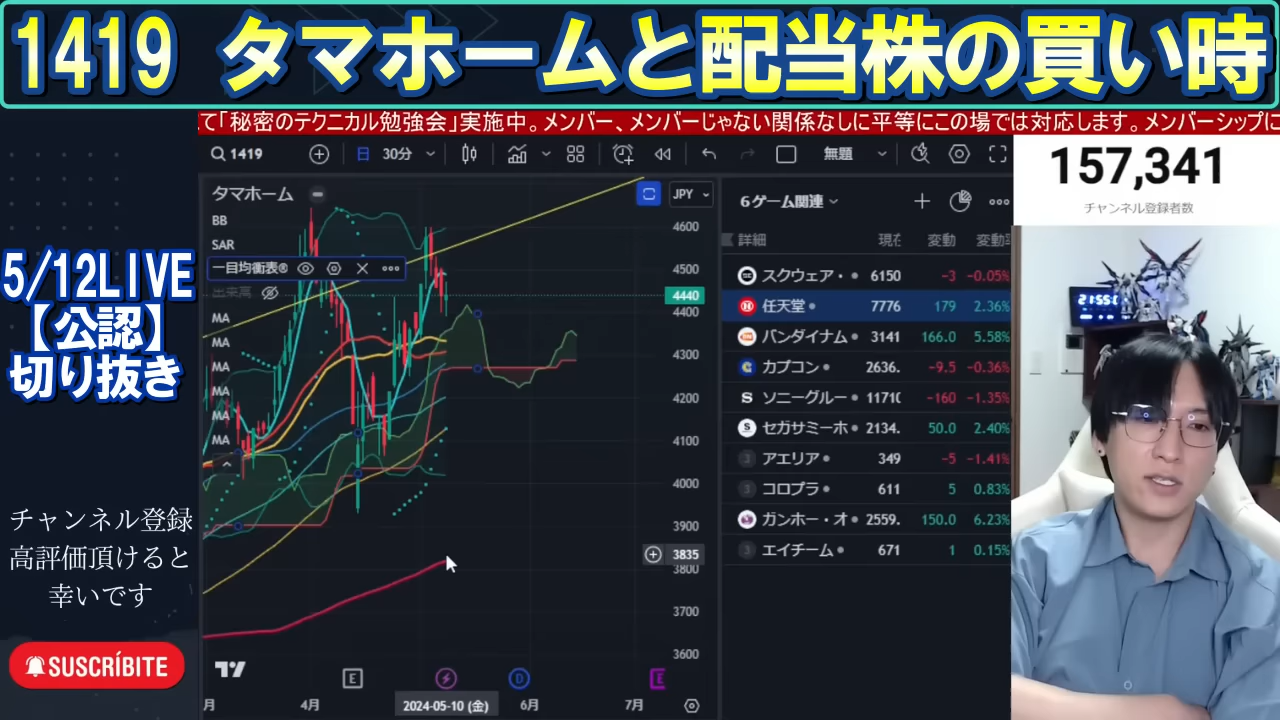 1419 タマホームと配当株の買い時
て「秘密のテクニカル勉強会」実施中。メンバー、メンバーじゃない関係なしに平等にこの場では対応します。メンバーシップに
1419
日 30分
無題
157,341
チャンネル登録者数
タマホーム
JPY
BB
SAR
一目均衡表
出来高
MA
MA
MA
MA
MA
MA
4600
4500
4440
4400
4300
4200
4100
4000
3900
3835
3800
3700
3600
月
4月
2024-05-10 (金)
6月
7月
E
D
E
6ゲーム関連
詳細 現在 変動 変動率
スクウェア・ 6150 -3 -0.05%
任天堂 7776 179 2.36%
バンダイナム 3141 166.0 5.58%
カプコン 2636. -9.5 -0.36%
ソニーグルー 11710 -160 -1.35%
セガサミーホ 2134. 50.0 2.40%
アエリア 349 -5 -1.41%
コロプラ 611 5 0.83%
ガンホー・オ 2559. 150.0 6.23%
エイチーム 671 1 0.15%
21:55
5/12LIVE
【公認】
切り抜き
チャンネル登録
高評価頂けると
幸いです
SUSCRÍBITE